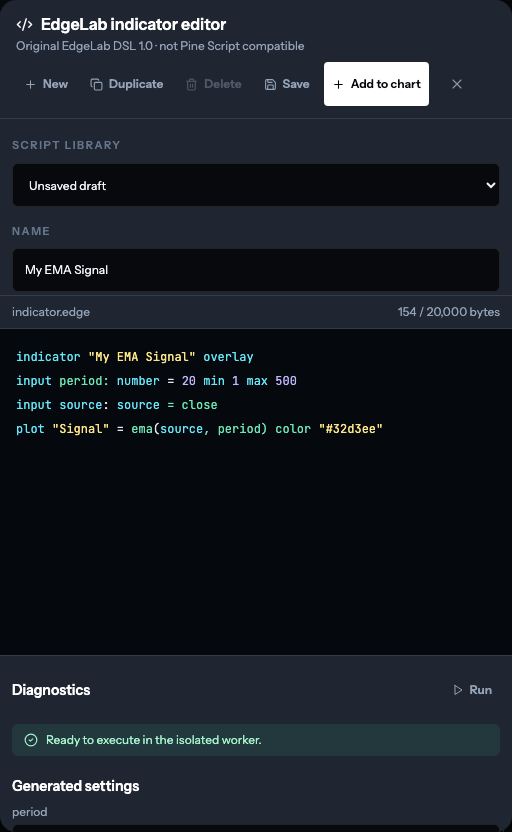 EdgeLab indicator editor
Original EdgeLab DSL 1.0 · not Pine Script compatible
New Duplicate Delete Save Add to chart
SCRIPT LIBRARY
Unsaved draft
NAME
My EMA Signal
indicator.edge 154 / 20,000 bytes
indicator "My EMA Signal" overlay
input period: number = 20 min 1 max 500
input source: source = close
plot "Signal" = ema(source, period) color "#32d3ee"
Diagnostics Run
Ready to execute in the isolated worker.
Generated settings
period